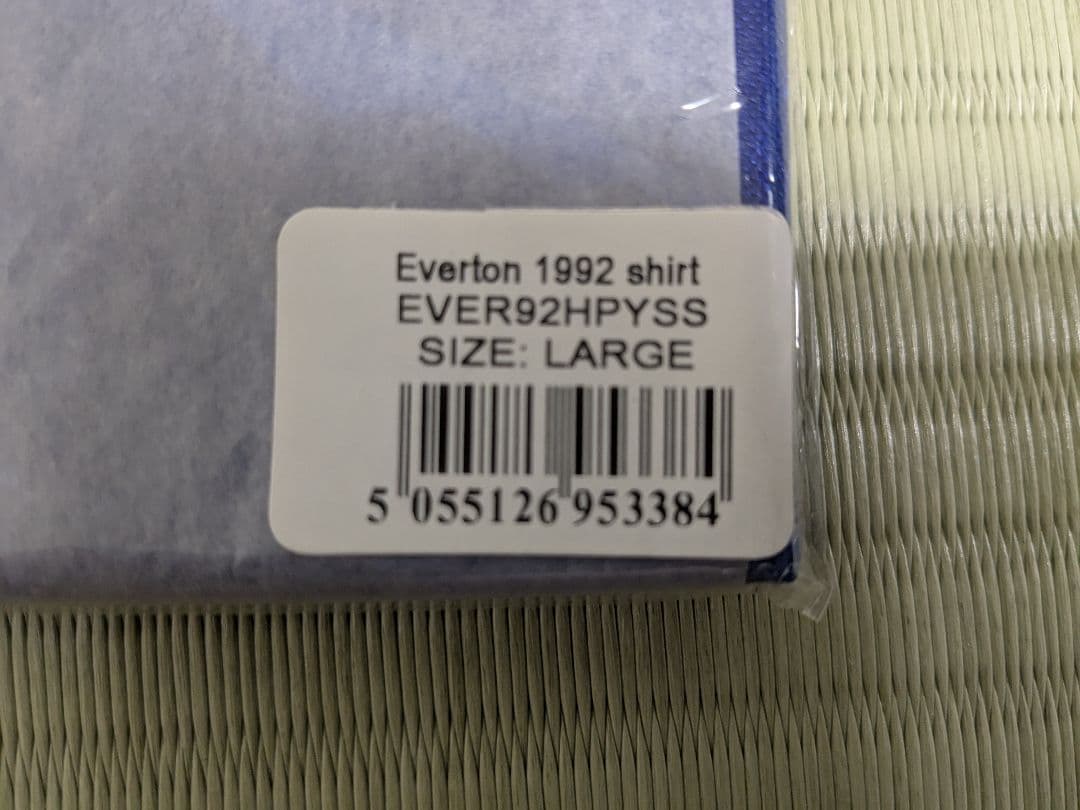 Everton 1992 shirt
EVER92HPYSS
SIZE: LARGE
5 055126 953384